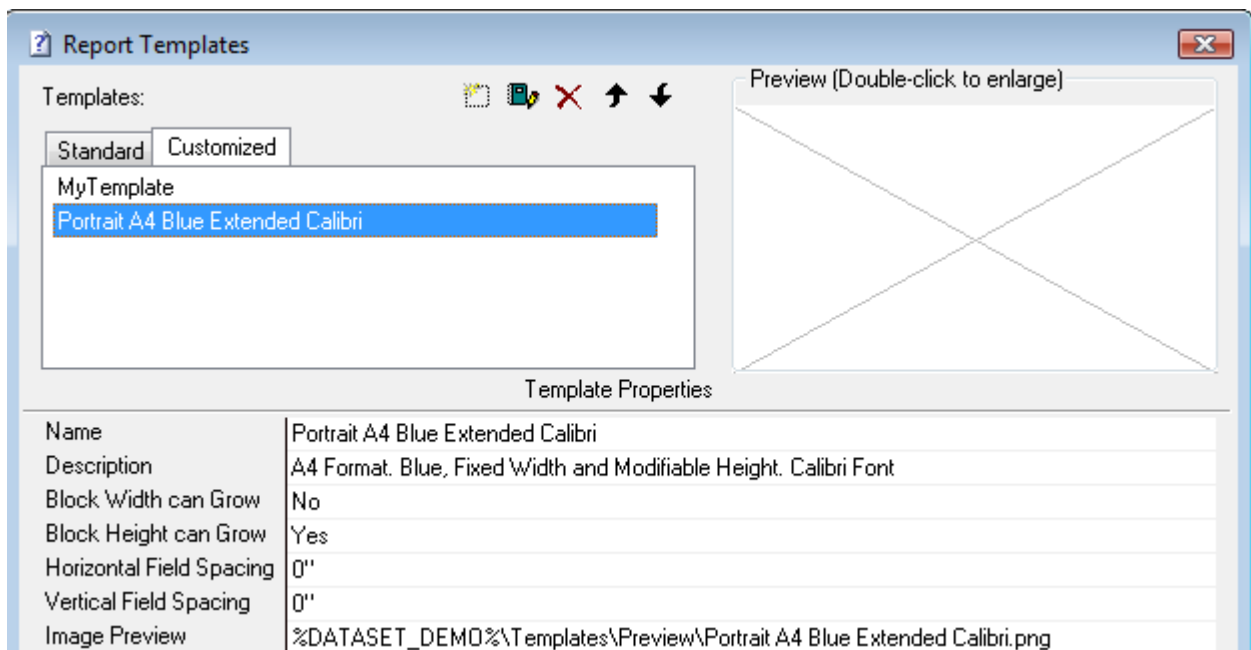 Report Templates
Templates:
Preview (Double-click to enlarge)
Standard Customized
MyTemplate
Portrait A4 Blue Extended Calibri
Template Properties
Name Portrait A4 Blue Extended Calibri
Description A4 Format. Blue, Fixed Width and Modifiable Height. Calibri Font
Block Width can Grow No
Block Height can Grow Yes
Horizontal Field Spacing 0"
Vertical Field Spacing 0"
Image Preview %DATASET_DEMO%\Templates\Preview\Portrait A4 Blue Extended Calibri.png